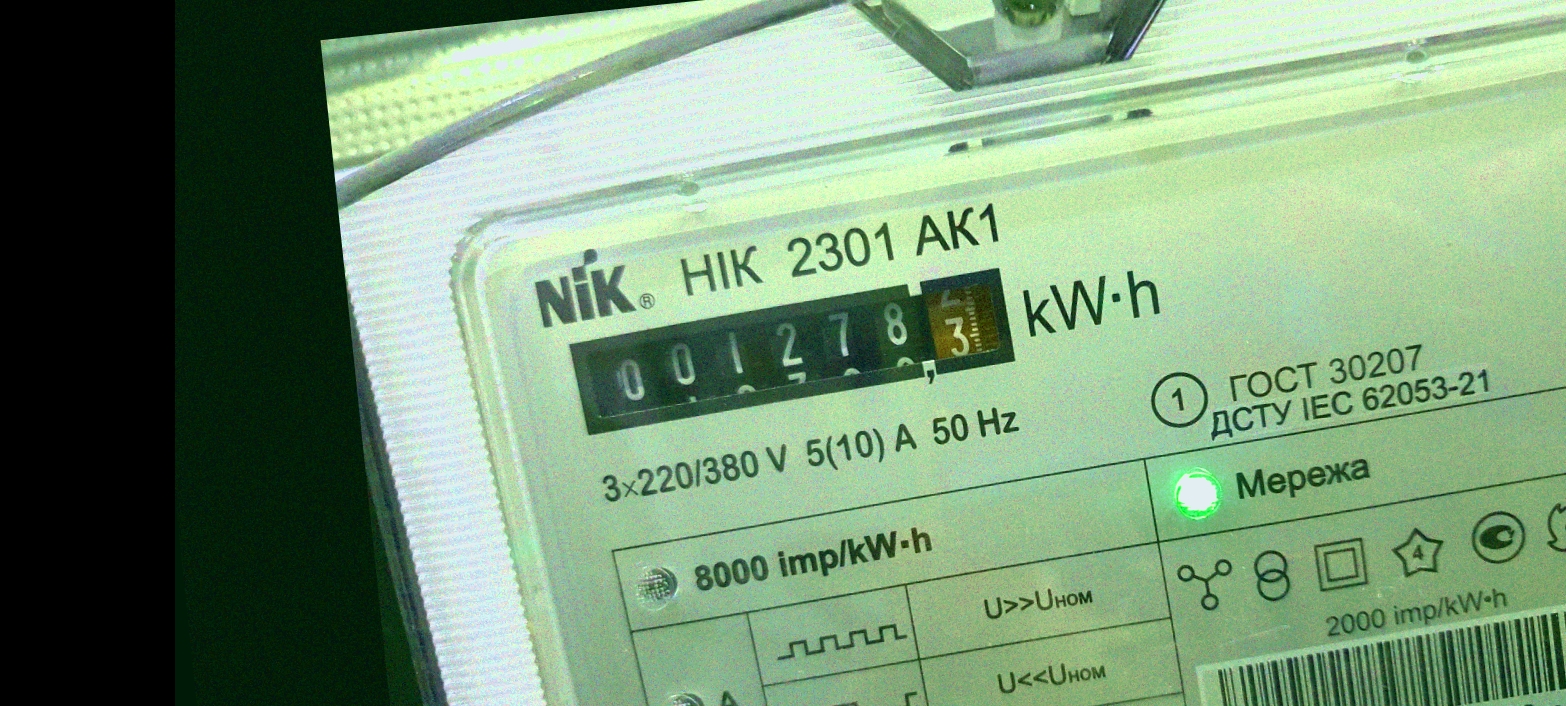 NiK® НІК 2301 АК1
001278,3 kW·h
3×220/380 V 5(10) A 50 Hz
1 ГОСТ 30207
ДСТУ IEC 62053-21
Мережа
8000 imp/kW·h
U>>Uном
4
2000 imp/kW·h
U<<Uном
A